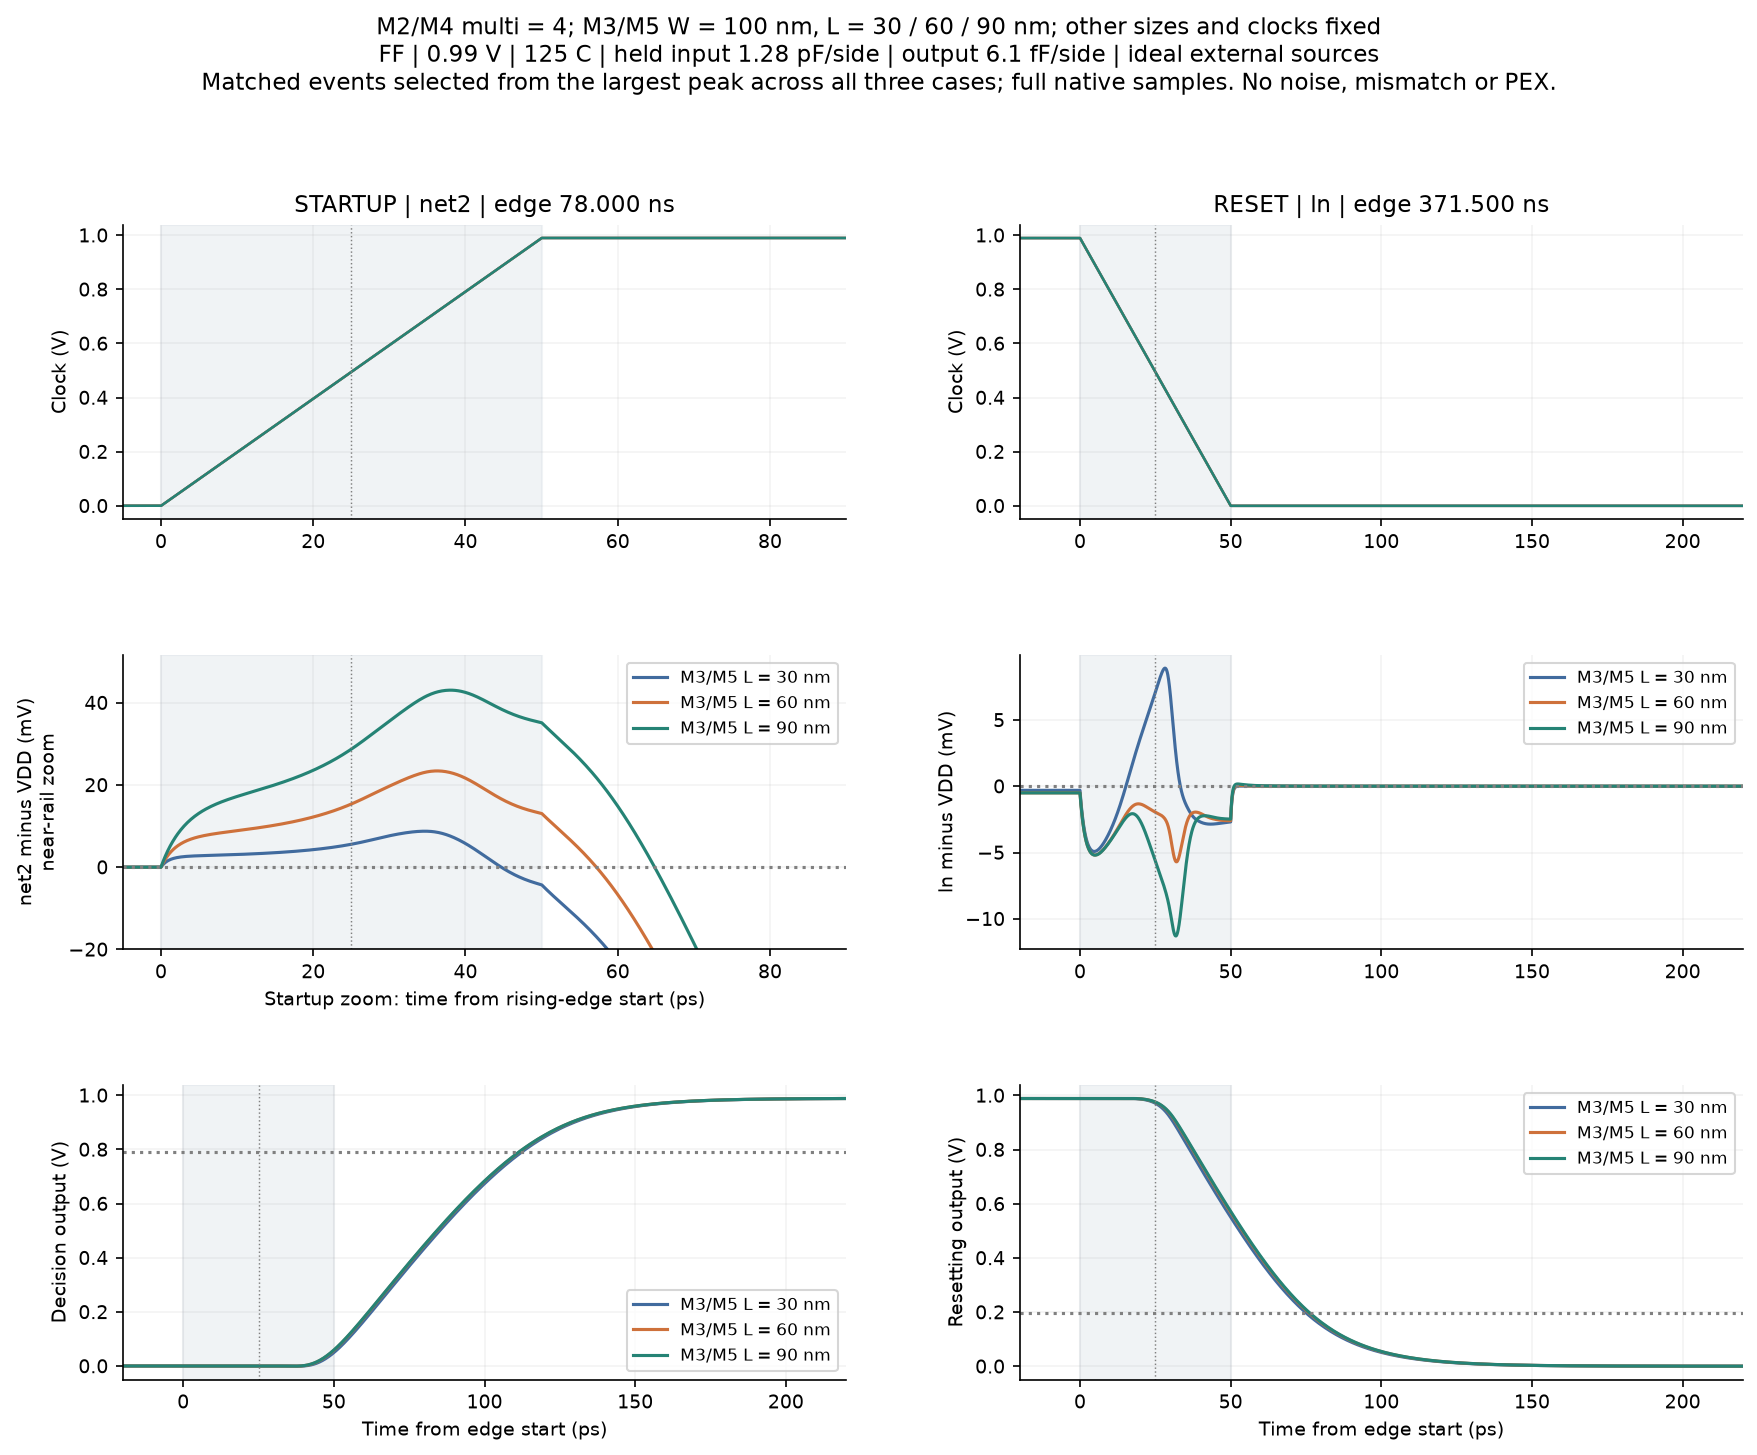 M2/M4 multi = 4; M3/M5 W = 100 nm, L = 30 / 60 / 90 nm; other sizes and clocks fixed
FF | 0.99 V | 125 C | held input 1.28 pF/side | output 6.1 fF/side | ideal external sources
Matched events selected from the largest peak across all three cases; full native samples. No noise, mismatch or PEX.
STARTUP | net2 | edge 78.000 ns
Clock (V)
1.0
0.8
0.6
0.4
0.2
0.0
0
20
40
60
80
RESET | ln | edge 371.500 ns
Clock (V)
1.0
0.8
0.6
0.4
0.2
0.0
0
50
100
150
200
net2 minus VDD (mV)
near-rail zoom
40
20
0
−20
M3/M5 L = 30 nm
M3/M5 L = 60 nm
M3/M5 L = 90 nm
0
20
40
60
80
Startup zoom: time from rising-edge start (ps)
ln minus VDD (mV)
5
0
−5
−10
M3/M5 L = 30 nm
M3/M5 L = 60 nm
M3/M5 L = 90 nm
0
50
100
150
200
Decision output (V)
1.0
0.8
0.6
0.4
0.2
0.0
M3/M5 L = 30 nm
M3/M5 L = 60 nm
M3/M5 L = 90 nm
0
50
100
150
200
Time from edge start (ps)
Resetting output (V)
1.0
0.8
0.6
0.4
0.2
0.0
M3/M5 L = 30 nm
M3/M5 L = 60 nm
M3/M5 L = 90 nm
0
50
100
150
200
Time from edge start (ps)